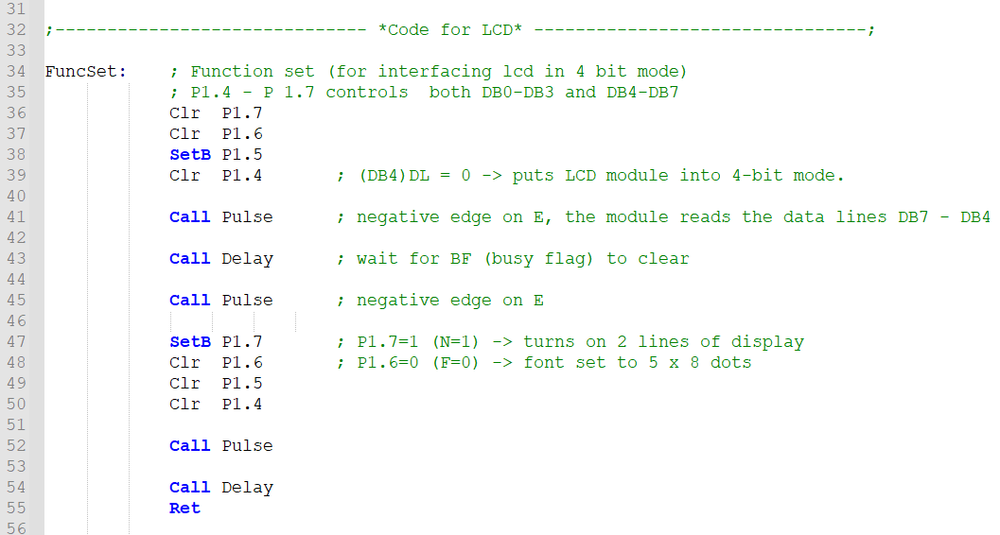 31
32 ;------------------------------ *Code for LCD* --------------------------------;
33
34 FuncSet: ; Function set (for interfacing lcd in 4 bit mode)
35 ; P1.4 - P 1.7 controls  both DB0-DB3 and DB4-DB7
36 Clr P1.7
37 Clr P1.6
38 SetB P1.5
39 Clr P1.4 ; (DB4)DL = 0 -> puts LCD module into 4-bit mode.
40
41 Call Pulse ; negative edge on E, the module reads the data lines DB7 - DB4
42
43 Call Delay ; wait for BF (busy flag) to clear
44
45 Call Pulse ; negative edge on E
46
47 SetB P1.7 ; P1.7=1 (N=1) -> turns on 2 lines of display
48 Clr P1.6 ; P1.6=0 (F=0) -> font set to 5 x 8 dots
49 Clr P1.5
50 Clr P1.4
51
52 Call Pulse
53
54 Call Delay
55 Ret
56